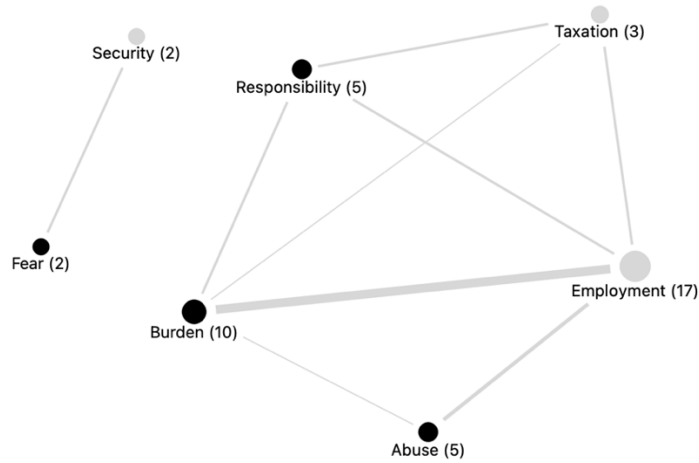 Taxation (3)
Security (2)
Responsibility (5)
Fear (2)
Employment (17)
Burden (10)
Abuse (5)